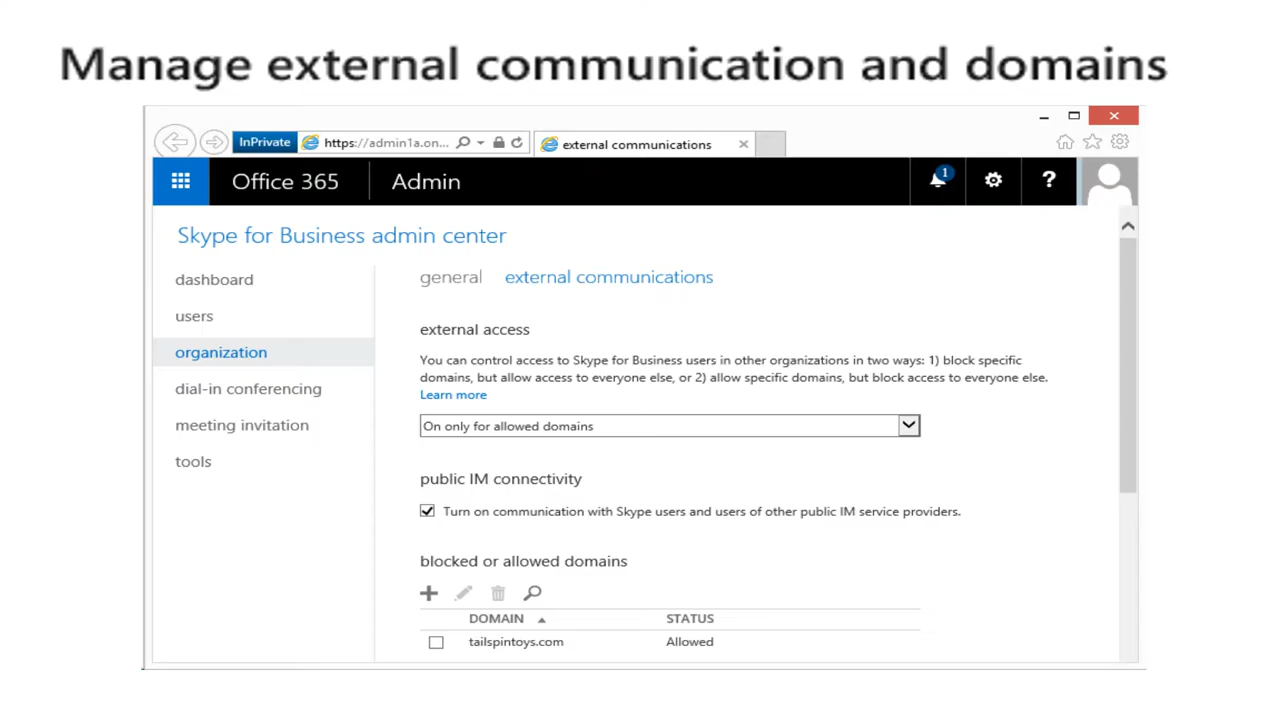 Manage external communication and domains
InPrivate https://admin1a.on... external communications
Office 365 Admin 1 ?
Skype for Business admin center
dashboard
users
organization
dial-in conferencing
meeting invitation
tools
general external communications
external access
You can control access to Skype for Business users in other organizations in two ways: 1) block specific
domains, but allow access to everyone else, or 2) allow specific domains, but block access to everyone else.
Learn more
On only for allowed domains
public IM connectivity
Turn on communication with Skype users and users of other public IM service providers.
blocked or allowed domains
DOMAIN STATUS
tailspintoys.com Allowed